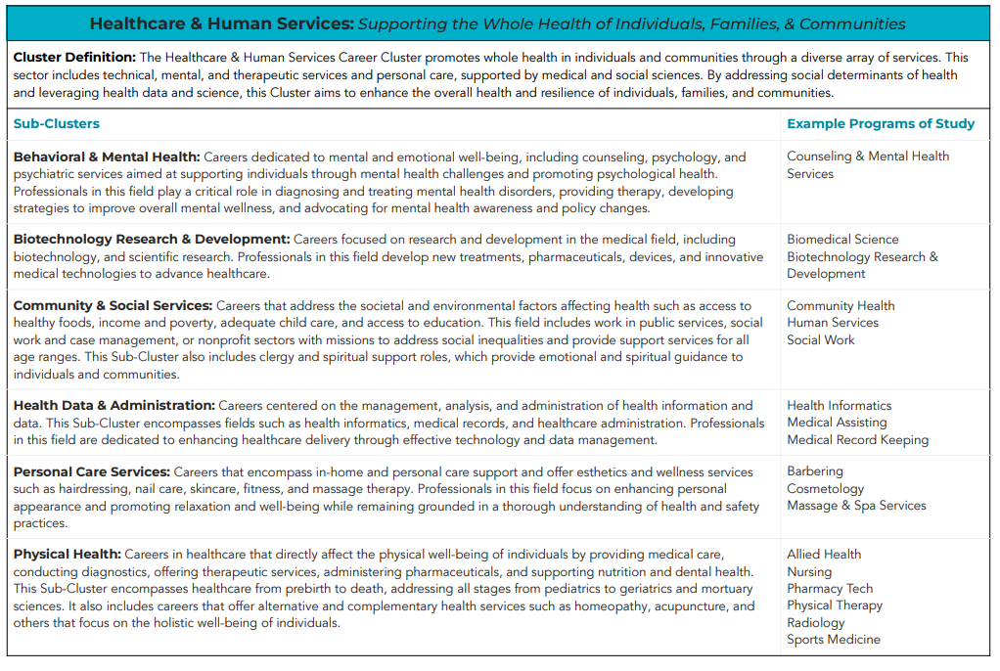 Healthcare & Human Services: Supporting the Whole Health of Individuals, Families, & Communities
Cluster Definition: The Healthcare & Human Services Career Cluster promotes whole health in individuals and communities through a diverse array of services. This
sector includes technical, mental, and therapeutic services and personal care, supported by medical and social sciences. By addressing social determinants of health
and leveraging health data and science, this Cluster aims to enhance the overall health and resilience of individuals, families, and communities.
Sub-Clusters
Example Programs of Study
Behavioral & Mental Health: Careers dedicated to mental and emotional well-being, including counseling, psychology, and
psychiatric services aimed at supporting individuals through mental health challenges and promoting psychological health.
Professionals in this field play a critical role in diagnosing and treating mental health disorders, providing therapy, developing
strategies to improve overall mental wellness, and advocating for mental health awareness and policy changes.
Counseling & Mental Health
Services
Biotechnology Research & Development: Careers focused on research and development in the medical field, including
biotechnology, and scientific research. Professionals in this field develop new treatments, pharmaceuticals, devices, and innovative
medical technologies to advance healthcare.
Biomedical Science
Biotechnology Research &
Development
Community & Social Services: Careers that address the societal and environmental factors affecting health such as access to
healthy foods, income and poverty, adequate child care, and access to education. This field includes work in public services, social
work and case management, or nonprofit sectors with missions to address social inequalities and provide support services for all
age ranges. This Sub-Cluster also includes clergy and spiritual support roles, which provide emotional and spiritual guidance to
individuals and communities.
Community Health
Human Services
Social Work
Health Data & Administration: Careers centered on the management, analysis, and administration of health information and
data. This Sub-Cluster encompasses fields such as health informatics, medical records, and healthcare administration. Professionals
in this field are dedicated to enhancing healthcare delivery through effective technology and data management.
Health Informatics
Medical Assisting
Medical Record Keeping
Personal Care Services: Careers that encompass in-home and personal care support and offer esthetics and wellness services
such as hairdressing, nail care, skincare, fitness, and massage therapy. Professionals in this field focus on enhancing personal
appearance and promoting relaxation and well-being while remaining grounded in a thorough understanding of health and safety
practices.
Barbering
Cosmetology
Massage & Spa Services
Physical Health: Careers in healthcare that directly affect the physical well-being of individuals by providing medical care,
conducting diagnostics, offering therapeutic services, administering pharmaceuticals, and supporting nutrition and dental health.
This Sub-Cluster encompasses healthcare from prebirth to death, addressing all stages from pediatrics to geriatrics and mortuary
sciences. It also includes careers that offer alternative and complementary health services such as homeopathy, acupuncture, and
others that focus on the holistic well-being of individuals.
Allied Health
Nursing
Pharmacy Tech
Physical Therapy
Radiology
Sports Medicine